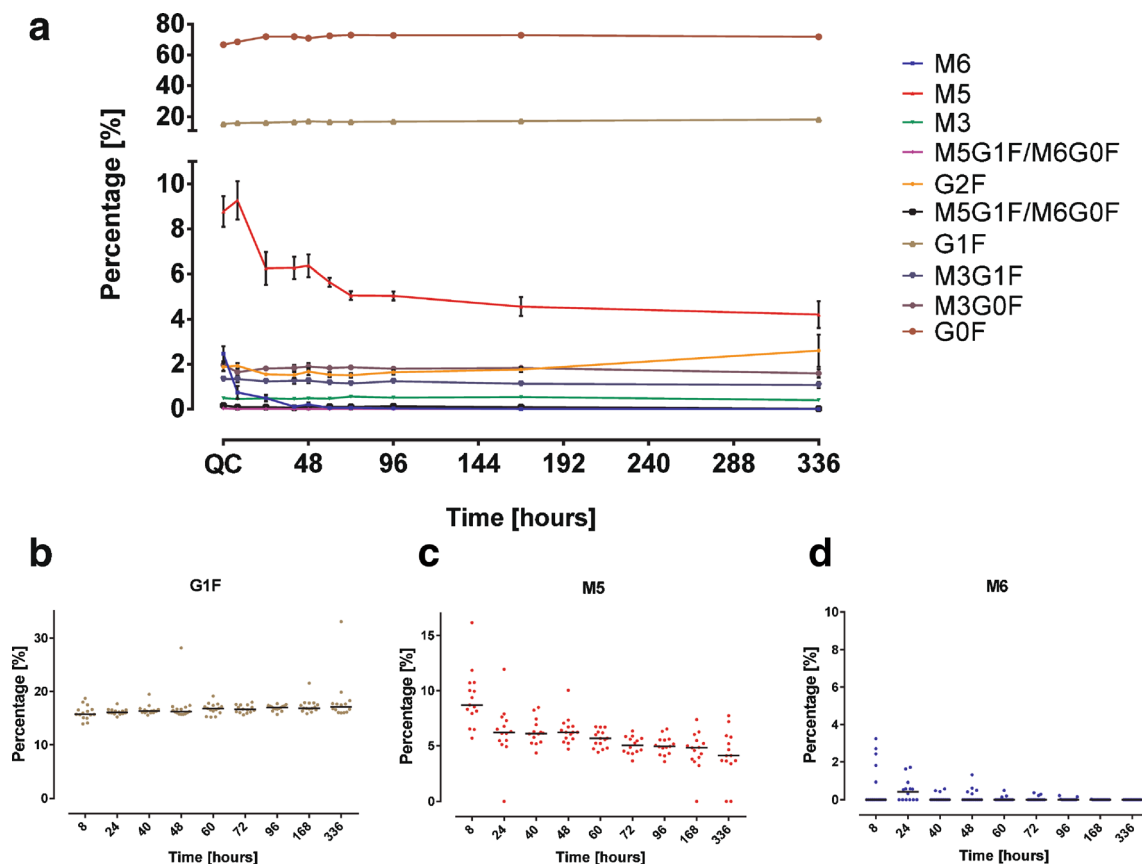 a
80
60
40
20
10
8
6
4
2
0
Percentage [%]
QC 48 96 144 192 240 288 336
Time [hours]
M6
M5
M3
M5G1F/M6G0F
G2F
M5G1F/M6G0F
G1F
M3G1F
M3G0F
G0F
b
G1F
30
20
10
0
Percentage [%]
8 24 40 48 60 72 96 168 336
Time [hours]
c
M5
15
10
5
0
Percentage [%]
8 24 40 48 60 72 96 168 336
Time [hours]
d
M6
10
8
6
4
2
0
Percentage [%]
8 24 40 48 60 72 96 168 336
Time [hours]